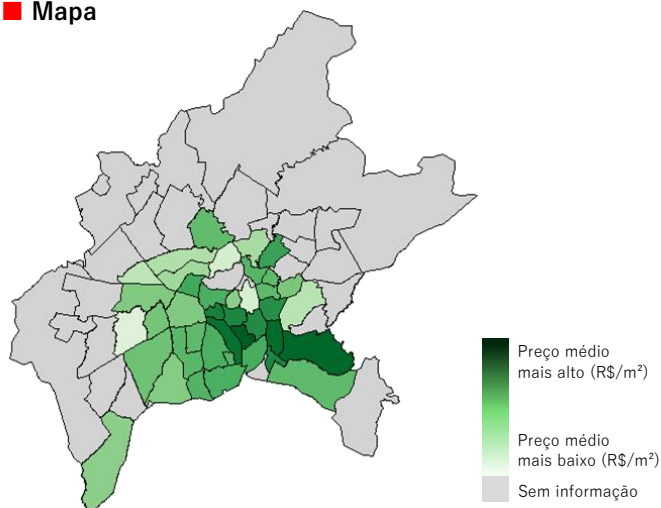 Mapa
Preço médio
mais alto (R$/m²)
Preço médio
mais baixo (R$/m²)
Sem informação